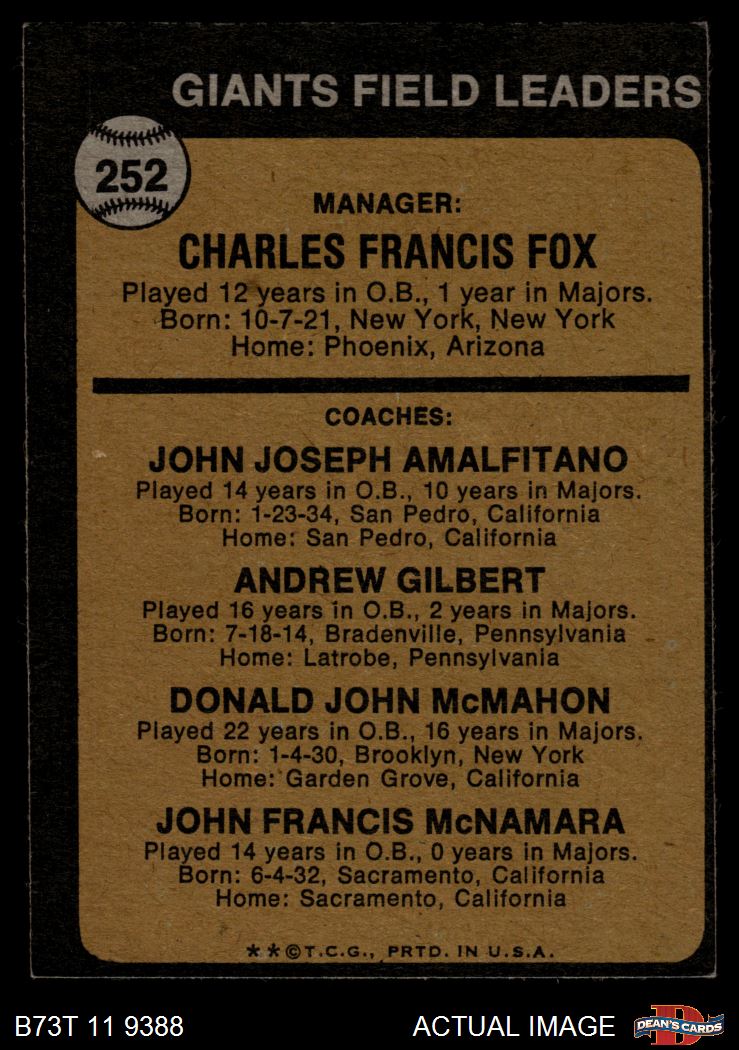 GIANTS FIELD LEADERS
252
MANAGER:
CHARLES FRANCIS FOX
Played 12 years in O.B., 1 year in Majors.
Born: 10-7-21, New York, New York
Home: Phoenix, Arizona
COACHES:
JOHN JOSEPH AMALFITANO
Played 14 years in O.B., 10 years in Majors.
Born: 1-23-34, San Pedro, California
Home: San Pedro, California
ANDREW GILBERT
Played 16 years in O.B., 2 years in Majors.
Born: 7-18-14, Bradenville, Pennsylvania
Home: Latrobe, Pennsylvania
DONALD JOHN McMAHON
Played 22 years in O.B., 16 years in Majors.
Born: 1-4-30, Brooklyn, New York
Home: Garden Grove, California
JOHN FRANCIS McNAMARA
Played 14 years in O.B., 0 years in Majors.
Born: 6-4-32, Sacramento, California
Home: Sacramento, California
**©T.C.G., PRTD. IN U.S.A.
B73T 11 9388 ACTUAL IMAGE D DEAN'S CARDS